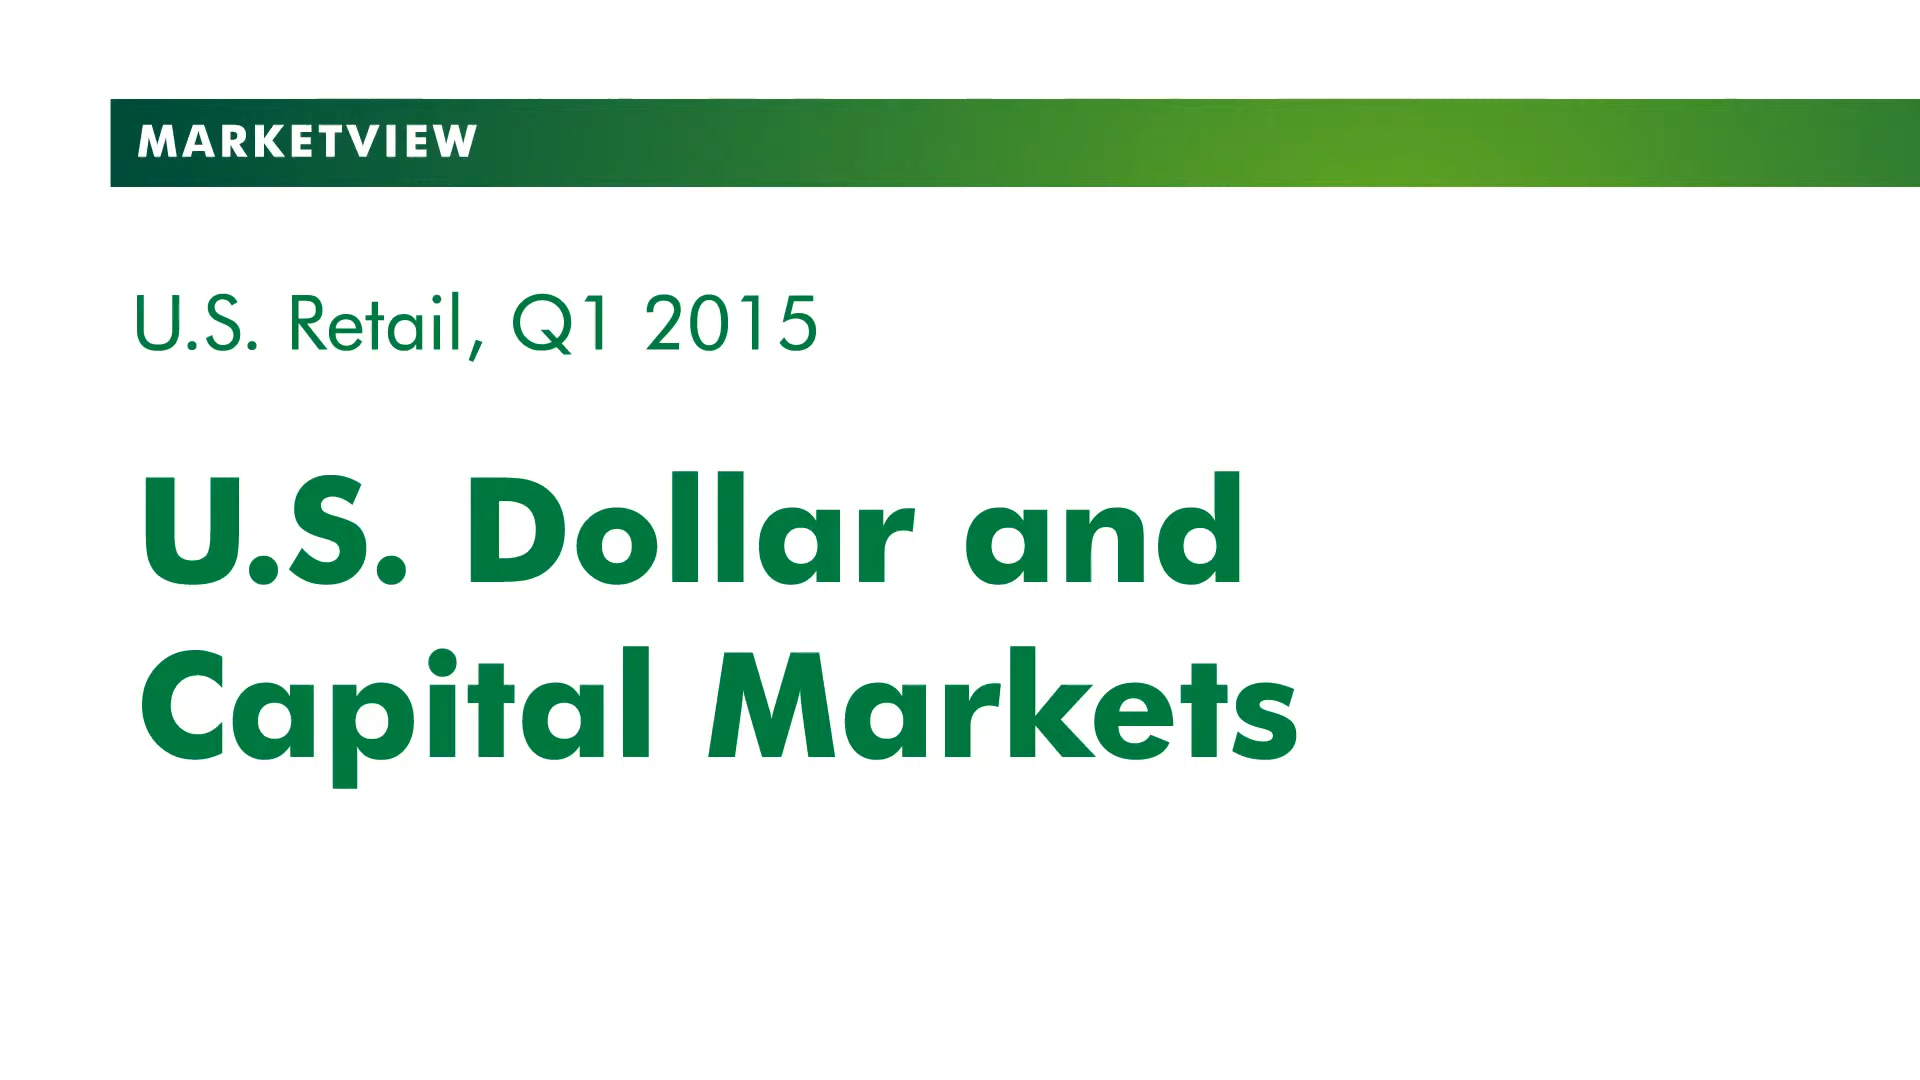 MARKETVIEW
U.S. Retail, Q1 2015
U.S. Dollar and
Capital Markets